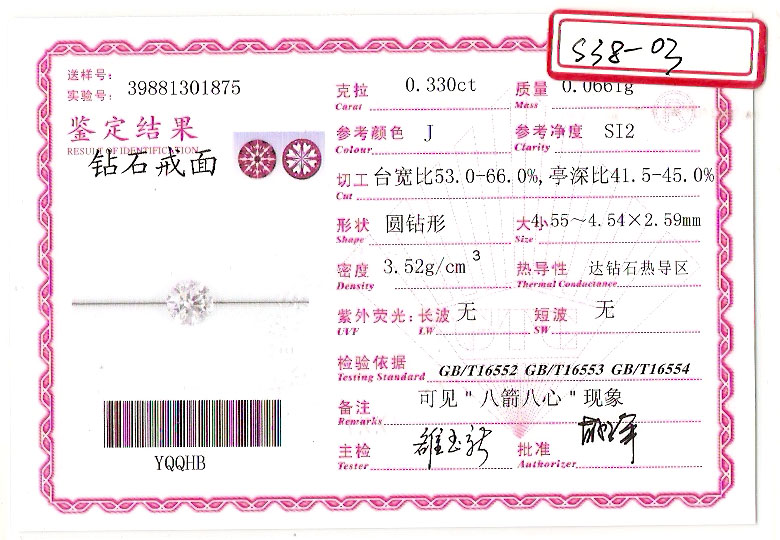 S38-03
送样号:
实验号: 39881301875
鉴定结果
RESULT OF IDENTIFICATION
钻石戒面
YQQHB
克拉 0.330ct 质量 0.0661g
Carat Mass
参考颜色 J 参考净度 SI2
Colour Clarity
切工 台宽比53.0-66.0%,亭深比41.5-45.0%
Cut
形状 圆钻形 大小 4.55～4.54×2.59mm
Shape Size
密度 3.52g/cm³ 热导性 达钻石热导区
Density Thermal Conductance
紫外荧光: 长波 无 短波 无
UVF LW SW
检验依据 GB/T16552 GB/T16553 GB/T16554
Testing Standard
备注 可见"八箭八心"现象
Remarks
主检 批准
Tester Authorizer